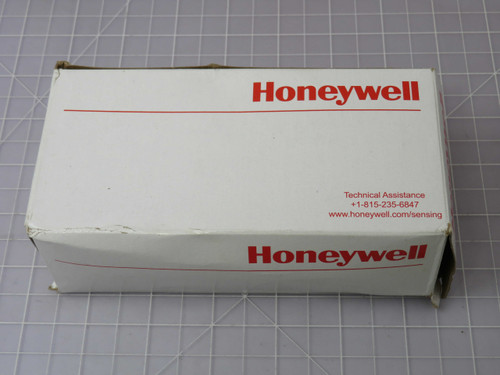 Honeywell
Technical Assistance
+1-815-235-6847
www.honeywell.com/sensing
Honeywell